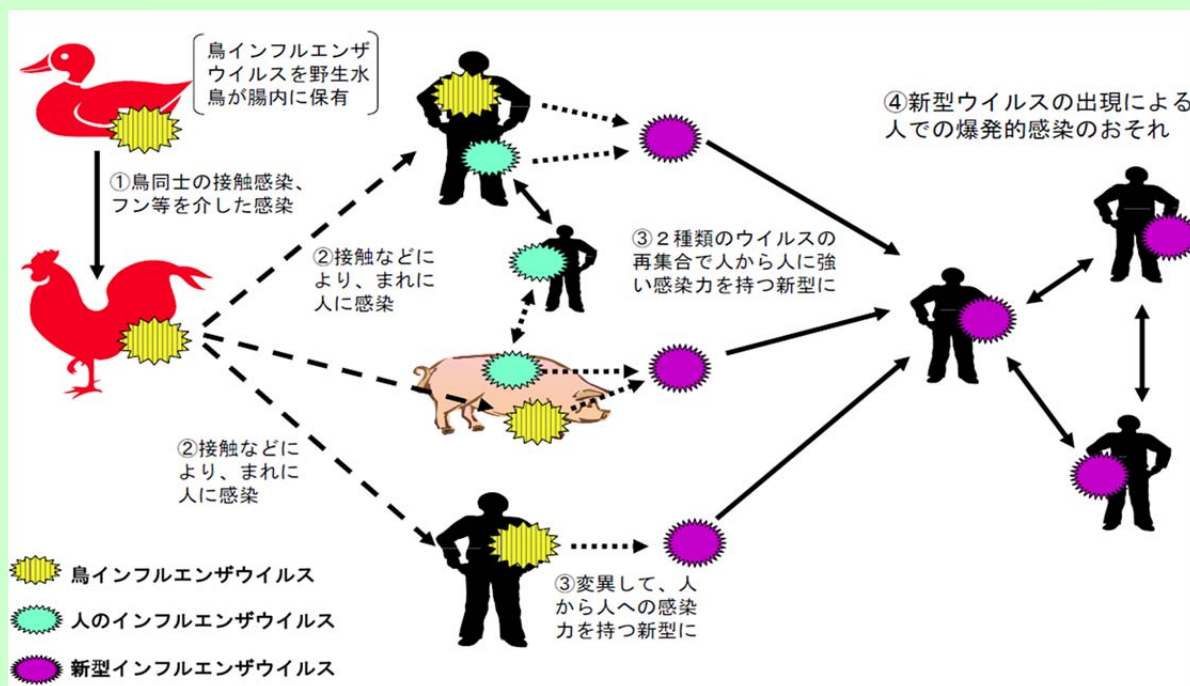 鳥インフルエンザ
ウイルスを野生水
鳥が腸内に保有
①鳥同士の接触感染、
フン等を介した感染
②接触などに
より、まれに
人に感染
③２種類のウイルスの
再集合で人から人に強
い感染力を持つ新型に
④新型ウイルスの出現による
人での爆発的感染のおそれ
②接触などに
より、まれに
人に感染
③変異して、人
から人への感染
力を持つ新型に
鳥インフルエンザウイルス
人のインフルエンザウイルス
新型インフルエンザウイルス